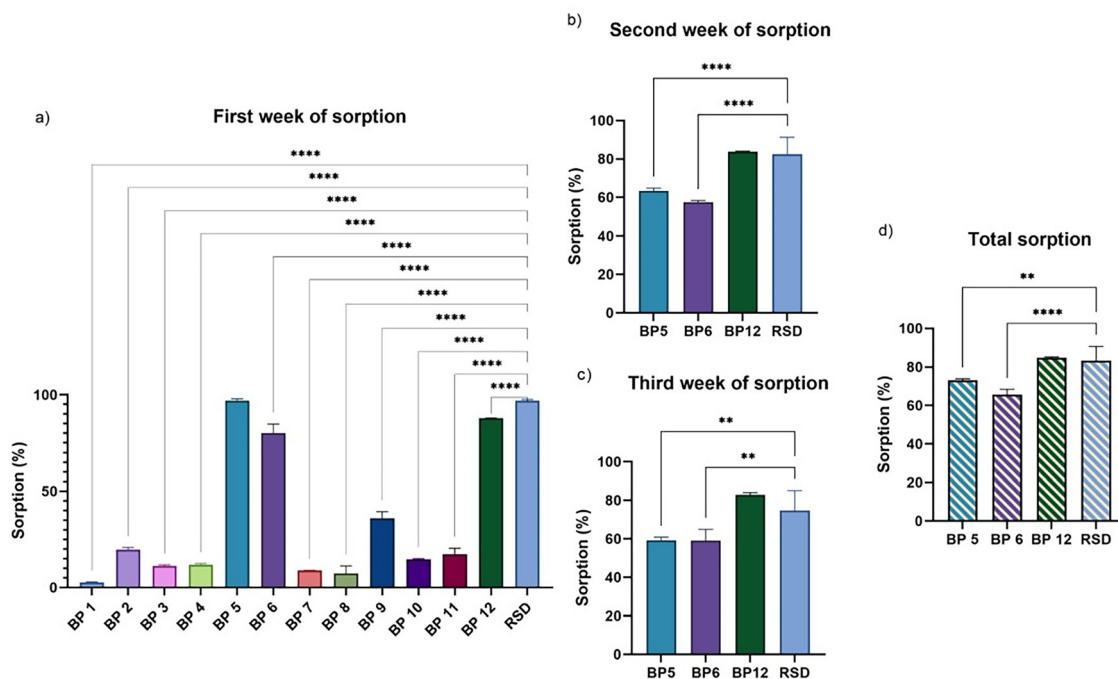 a)
First week of sorption
****
****
****
****
****
****
****
****
****
****
****
Sorption (%)
100
50
0
BP 1
BP 2
BP 3
BP 4
BP 5
BP 6
BP 7
BP 8
BP 9
BP 10
BP 11
BP 12
RSD
b)
Second week of sorption
****
****
Sorption (%)
100
80
60
40
20
0
BP5 BP6 BP12 RSD
c)
Third week of sorption
**
**
Sorption (%)
100
80
60
40
20
0
BP5 BP6 BP12 RSD
d)
Total sorption
**
****
Sorption (%)
100
80
60
40
20
0
BP 5 BP 6 BP 12 RSD